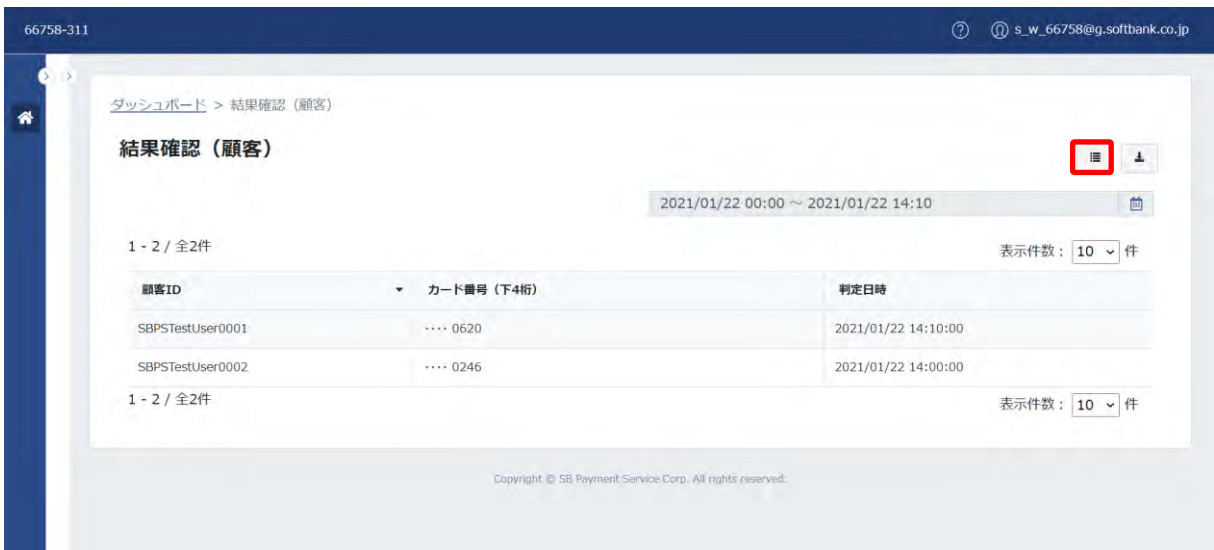 66758-311
s_w_66758@g.softbank.co.jp
ダッシュボード > 結果確認（顧客）
結果確認（顧客）
2021/01/22 00:00 ～ 2021/01/22 14:10
1 - 2 / 全2件
表示件数： 10 件
顧客ID カード番号（下4桁） 判定日時
SBPSTestUser0001 ···· 0620 2021/01/22 14:10:00
SBPSTestUser0002 ···· 0246 2021/01/22 14:00:00
1 - 2 / 全2件
表示件数： 10 件
Copyright © SB Payment Service Corp. All rights reserved.